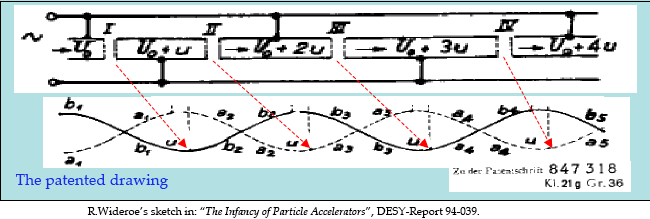 I II III IV
~ U₀ U₀+u U₀+2u U₀+3u U₀+4u
b₁ a₁ a₂ b₂ b₃ a₃ a₄ b₄ b₅
a₁ b₁ u b₂ a₂ u a₃ b₃ u a₄ a₄ u a₅
Zu der Patentschrift 847 318
Kl. 21g Gr. 36
The patented drawing
R.Wideroe's sketch in: "The Infancy of Particle Accelerators", DESY-Report 94-039.